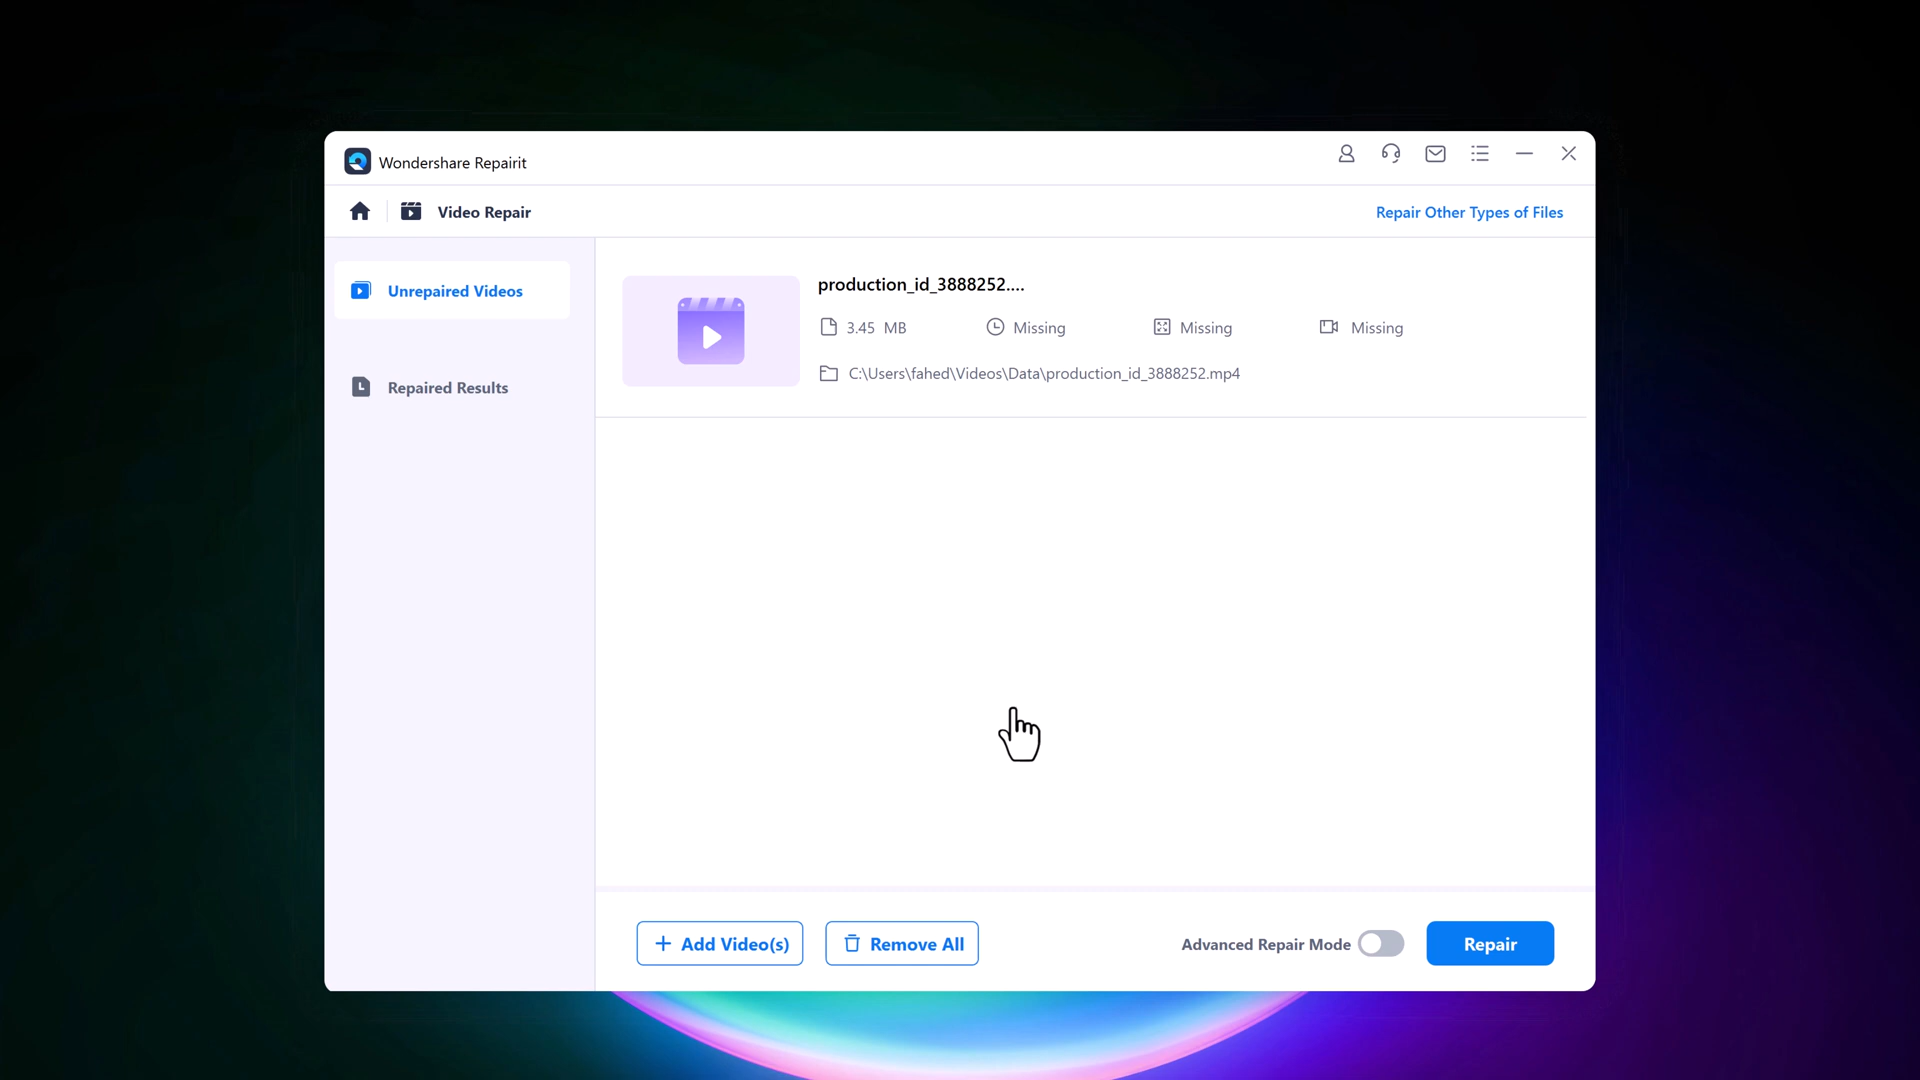 Wondershare Repairit
Video Repair
Repair Other Types of Files
Unrepaired Videos
Repaired Results
production_id_3888252....
3.45 MB
Missing
Missing
Missing
C:\Users\fahed\Videos\Data\production_id_3888252.mp4
+ Add Video(s)
Remove All
Advanced Repair Mode
Repair